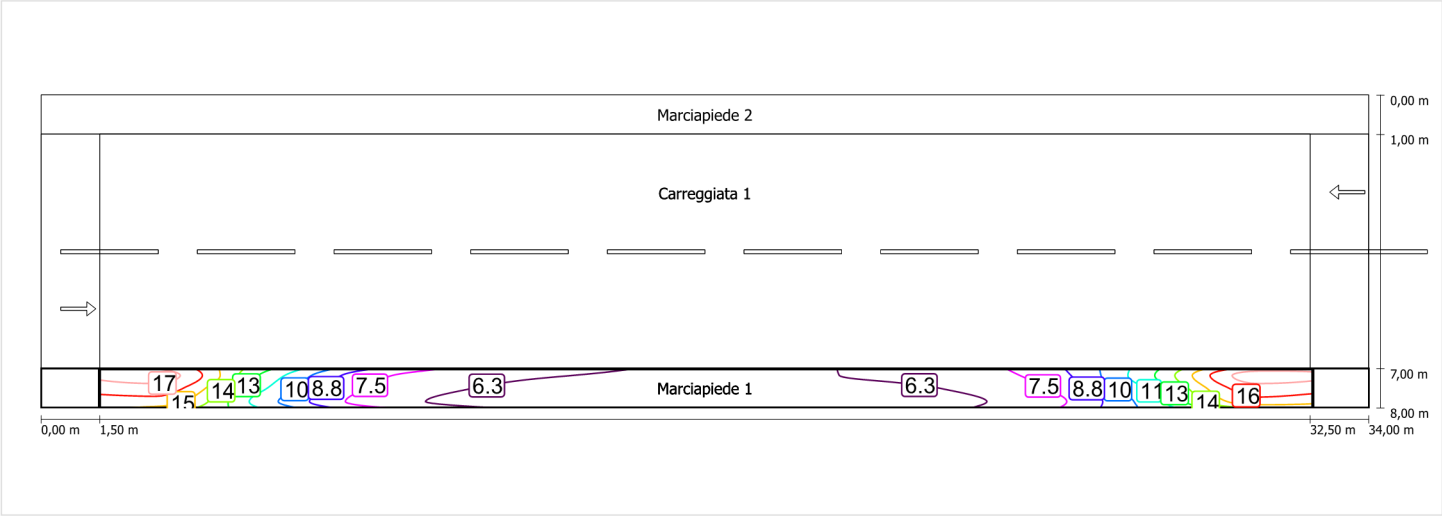 Marciapiede 2
0,00 m
1,00 m
Carreggiata 1
17 15 14 13 10 8.8 7.5 6.3 Marciapiede 1 6.3 7.5 8.8 10 11 13 14 16
7,00 m
8,00 m
0,00 m 1,50 m 32,50 m 34,00 m